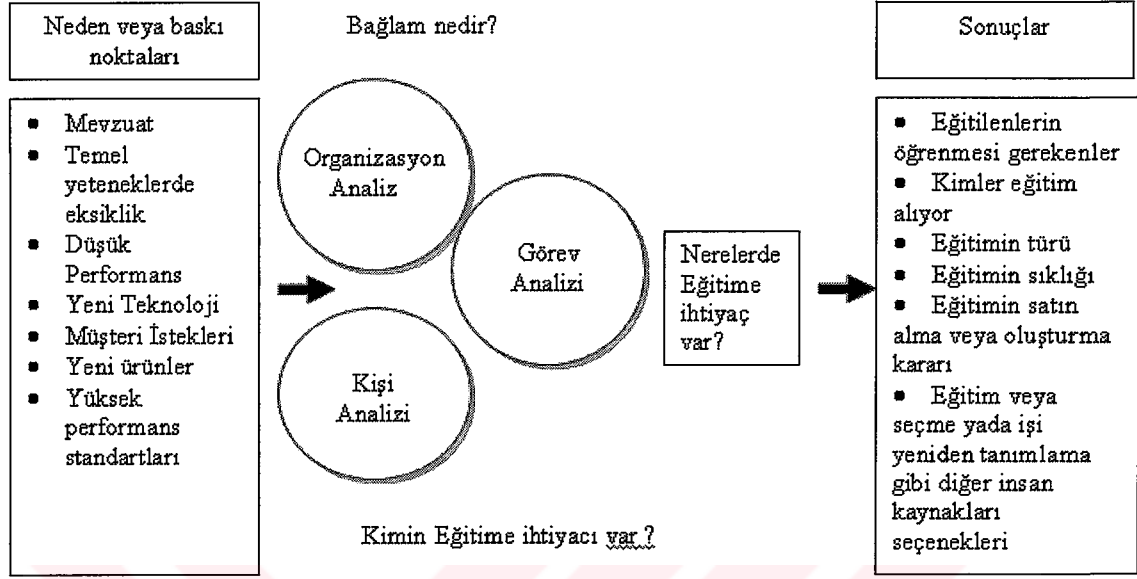 Neden veya baskı
noktaları
▪ Mevzuat
▪ Temel
yeteneklerde
eksiklik
▪ Düşük
Performans
▪ Yeni Teknoloji
▪ Müşteri İstekleri
▪ Yeni ürünler
▪ Yüksek
performans
standartları
Bağlam nedir?
Organizasyon
Analiz
Görev
Analizi
Kişi
Analizi
Kimin Eğitime ihtiyacı var ?
Nerelerde
Eğitime
ihtiyaç
var?
Sonuçlar
▪ Eğitilenlerin
öğrenmesi gerekenler
▪ Kimler eğitim
alıyor
▪ Eğitimin türü
▪ Eğitimin sıklığı
▪ Eğitimin satın
alma veya oluşturma
kararı
▪ Eğitim veya
seçme yada işi
yeniden tanımlama
gibi diğer insan
kaynakları
seçenekleri